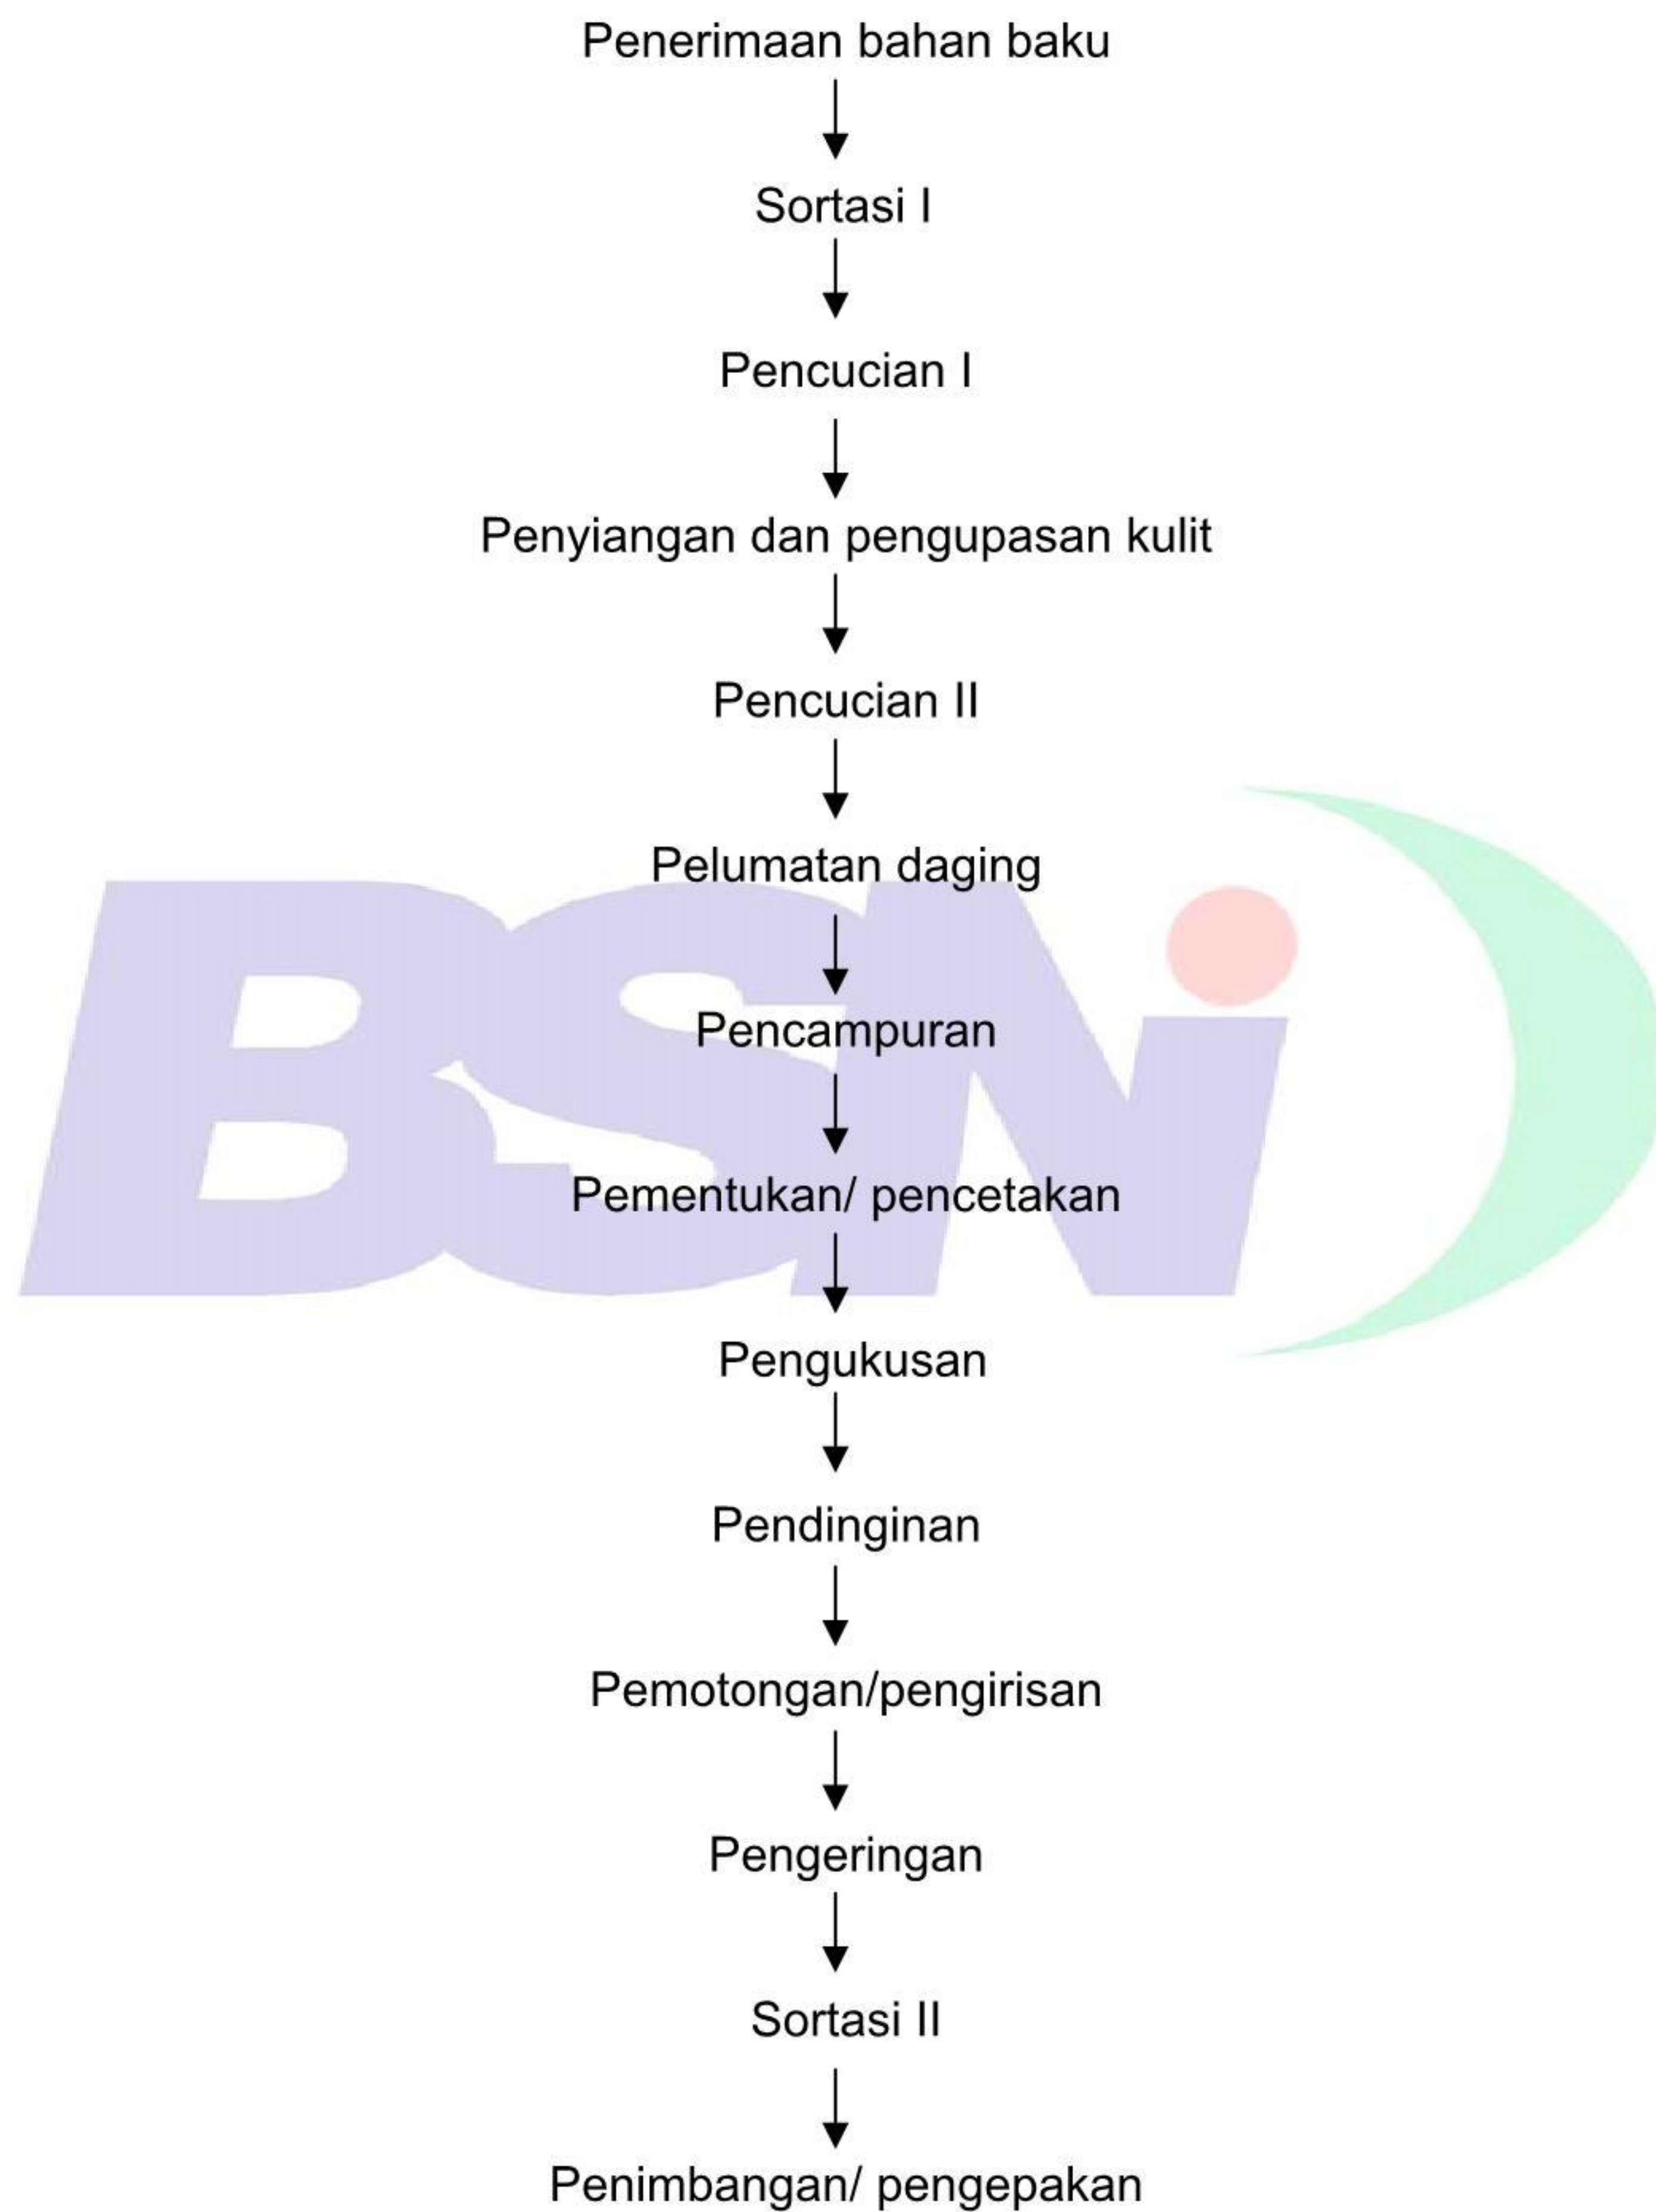 Penerimaan bahan baku
Sortasi I
Pencucian I
Penyiangan dan pengupasan kulit
Pencucian II
Pelumatan daging
BSNi
Pencampuran
Pementukan/ pencetakan
Pengukusan
Pendinginan
Pemotongan/pengirisan
Pengeringan
Sortasi II
Penimbangan/ pengepakan